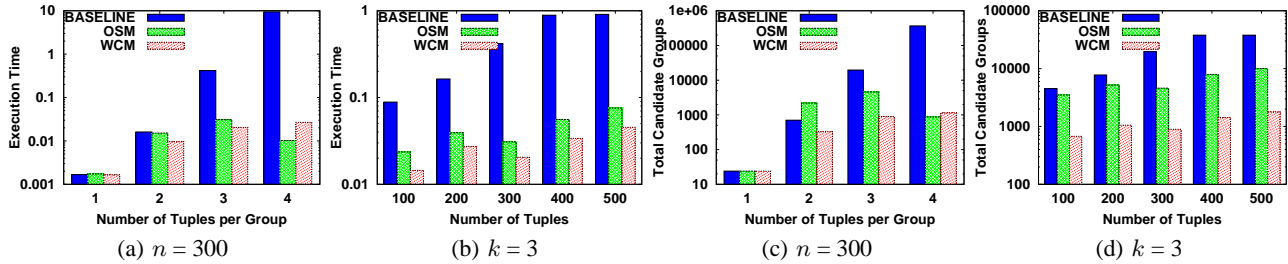 Execution Time
10
1
0.1
0.01
0.001
BASELINE
OSM
WCM
1 2 3 4
Number of Tuples per Group
(a) n = 300
Execution Time
1
0.1
0.01
BASELINE
OSM
WCM
100 200 300 400 500
Number of Tuples
(b) k = 3
Total Candidate Groups
1e+06
100000
10000
1000
100
10
BASELINE
OSM
WCM
1 2 3 4
Number of Tuples per Group
(c) n = 300
Total Candidate Groups
100000
10000
1000
100
BASELINE
OSM
WCM
100 200 300 400 500
Number of Tuples
(d) k = 3